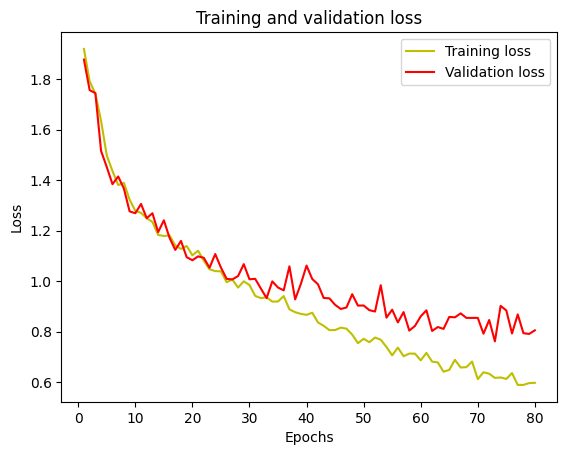 Training and validation loss
Training loss
Validation loss
1.8
1.6
1.4
1.2
1.0
0.8
0.6
Loss
0 10 20 30 40 50 60 70 80
Epochs